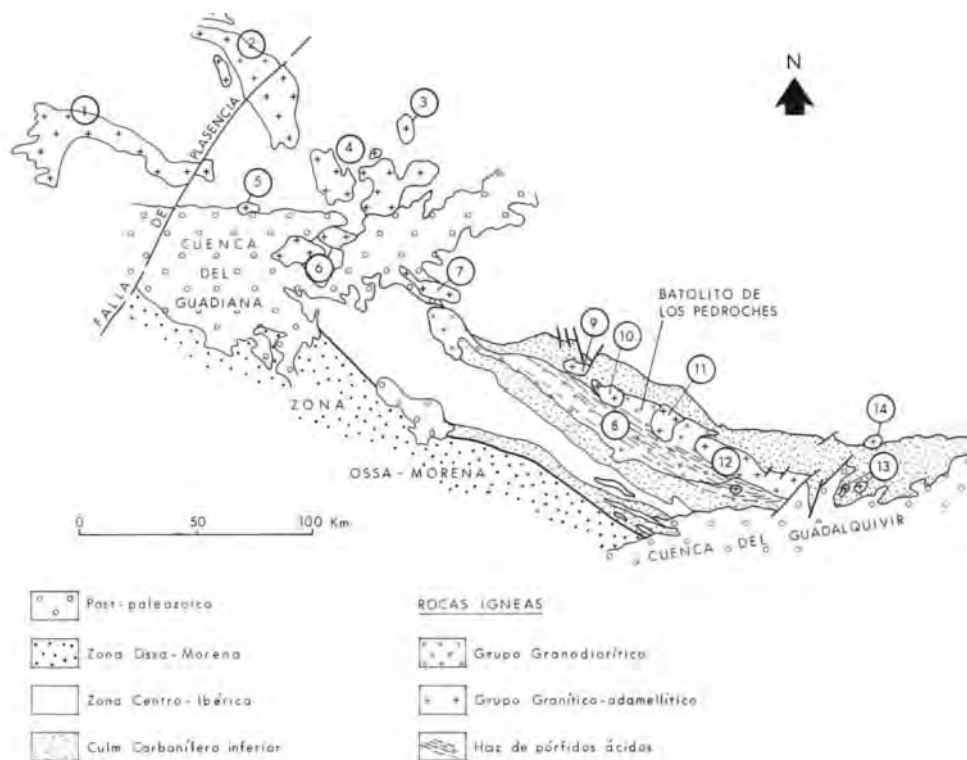 2
N
3
1
4
FALLA DE PLASENCIA
5
CUENCA
DEL
GUADIANA
6
7
BATOLITO DE
LOS PEDROCHES
9
10
11
8
14
12
13
ZONA
OSSA-MORENA
0 50 100 Km.
CUENCA DEL GUADALQUIVIR
Post-paleozoico
ROCAS IGNEAS
Zona Ossa-Morena
Grupo Granodiorítico
Zona Centro-Ibérica
Grupo Granítico-adamellítico
Culm Carbonífero inferior
Haz de pórfidos ácidos